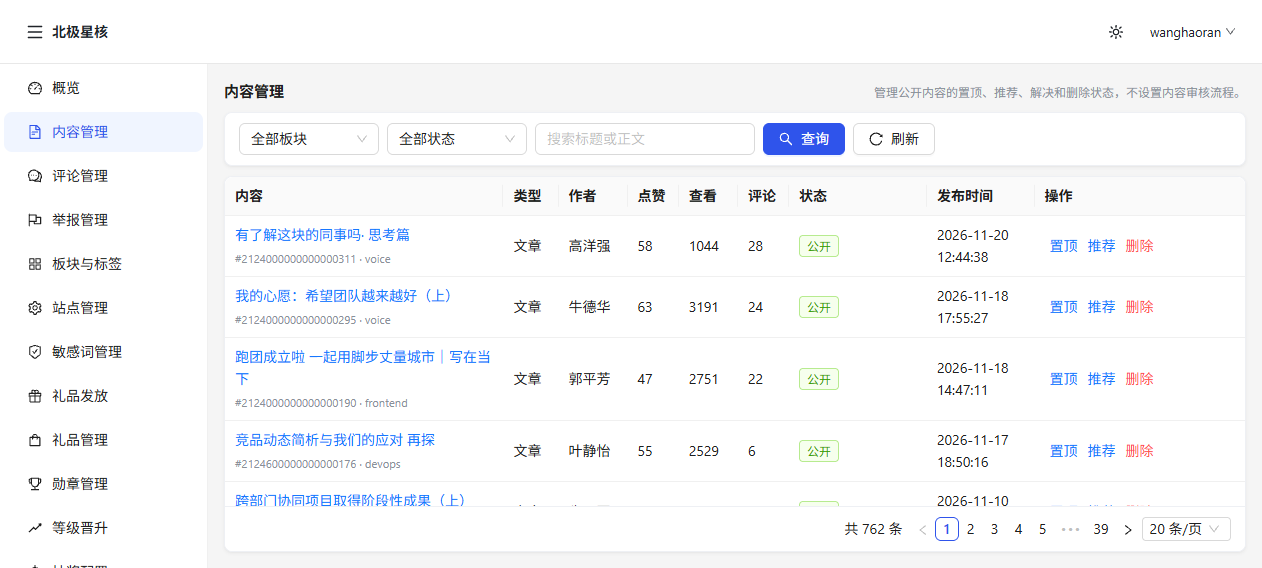 北极星核
wanghaoran
概览
内容管理
评论管理
举报管理
板块与标签
站点管理
敏感词管理
礼品发放
礼品管理
勋章管理
等级晋升
内容管理
管理公开内容的置顶、推荐、解决和删除状态，不设置内容审核流程。
全部板块 全部状态 搜索标题或正文 查询 刷新
内容 类型 作者 点赞 查看 评论 状态 发布时间 操作
有了解这块的同事吗· 思考篇
#2124000000000000311 · voice
文章 高洋强 58 1044 28 公开
2026-11-20
12:44:38
置顶 推荐 删除
我的心愿：希望团队越来越好（上）
#2124000000000000295 · voice
文章 牛德华 63 3191 24 公开
2026-11-18
17:55:27
置顶 推荐 删除
跑团成立啦 一起用脚步丈量城市｜写在当
下
#2124000000000000190 · frontend
文章 郭平芳 47 2751 22 公开
2026-11-18
14:47:11
置顶 推荐 删除
竞品动态简析与我们的应对 再探
#2124600000000000176 · devops
文章 叶静怡 55 2529 6 公开
2026-11-17
18:50:16
置顶 推荐 删除
跨部门协同项目取得阶段性成果（上）
2026-11-10
共 762 条 1 2 3 4 5 ••• 39 20 条/页